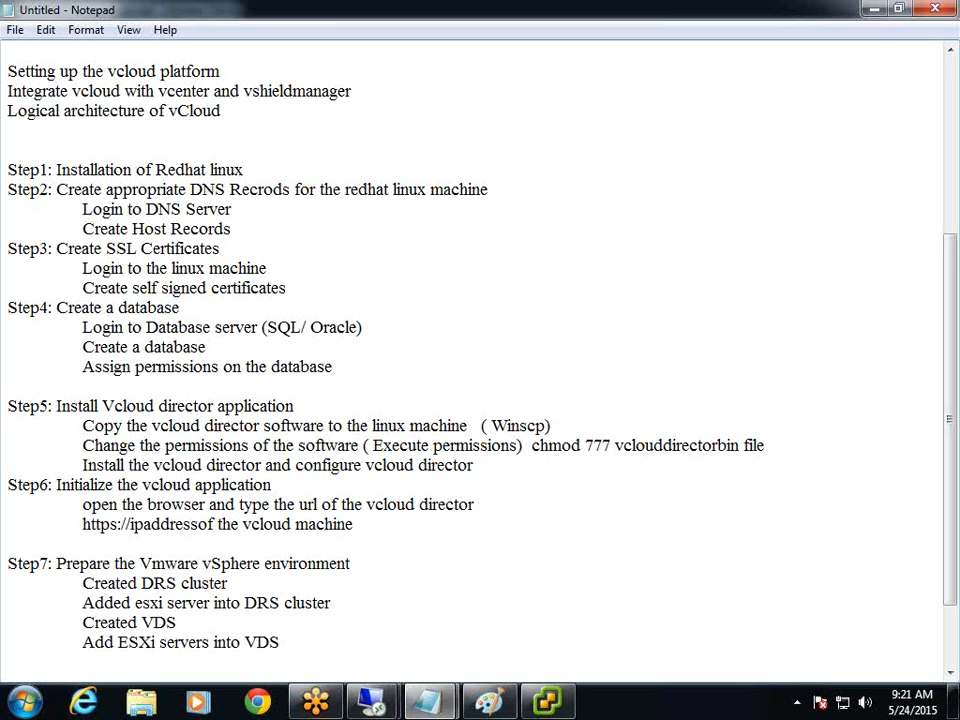 Untitled - Notepad
File Edit Format View Help
Setting up the vcloud platform
Integrate vcloud with vcenter and vshieldmanager
Logical architecture of vCloud
Step1: Installation of Redhat linux
Step2: Create appropriate DNS Recrods for the redhat linux machine
Login to DNS Server
Create Host Records
Step3: Create SSL Certificates
Login to the linux machine
Create self signed certificates
Step4: Create a database
Login to Database server (SQL/ Oracle)
Create a database
Assign permissions on the database
Step5: Install Vcloud director application
Copy the vcloud director software to the linux machine ( Winscp)
Change the permissions of the software ( Execute permissions) chmod 777 vclouddirectorbin file
Install the vcloud director and configure vcloud director
Step6: Initialize the vcloud application
open the browser and type the url of the vcloud director
https://ipaddressof the vcloud machine
Step7: Prepare the Vmware vSphere environment
Created DRS cluster
Added esxi server into DRS cluster
Created VDS
Add ESXi servers into VDS
9:21 AM
5/24/2015